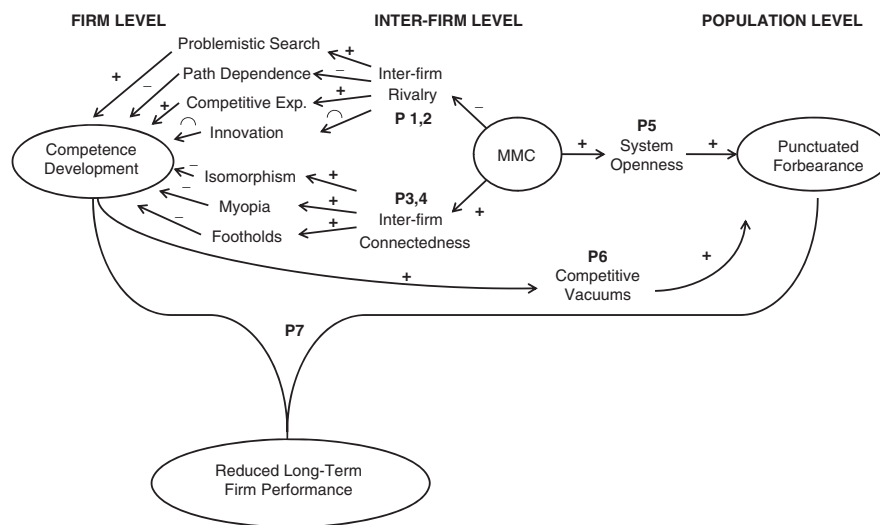 FIRM LEVEL
INTER-FIRM LEVEL
POPULATION LEVEL
Problemistic Search
+
+
Path Dependence
–
–
Competitive Exp.
+
+
Innovation
Inter-firm
Rivalry
P 1,2
–
Competence
Development
MMC
+
P5
System
Openness
+
Punctuated
Forbearance
Isomorphism
–
+
Myopia
–
+
Footholds
–
+
P3,4
Inter-firm
Connectedness
+
+
P6
Competitive
Vacuums
+
P7
Reduced Long-Term
Firm Performance